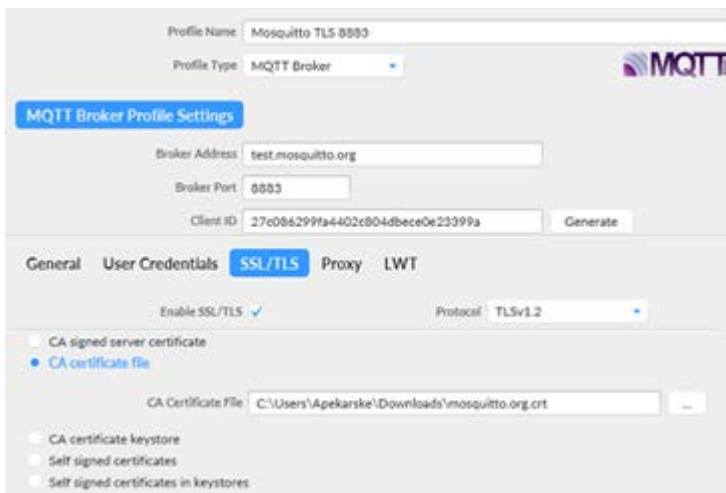 Profile Name Mosquitto TLS 8883
Profile Type MQTT Broker
MQTT
MQTT Broker Profile Settings
Broker Address test.mosquitto.org
Broker Port 8883
Client ID 27c086299fa4402c804dbece0e23399a Generate
General User Credentials SSL/TLS Proxy LWT
Enable SSL/TLS Protocol TLSv1.2
CA signed server certificate
CA certificate file
CA Certificate File C:\Users\Apekarske\Downloads\mosquitto.org.crt ...
CA certificate keystore
Self signed certificates
Self signed certificates in keystores